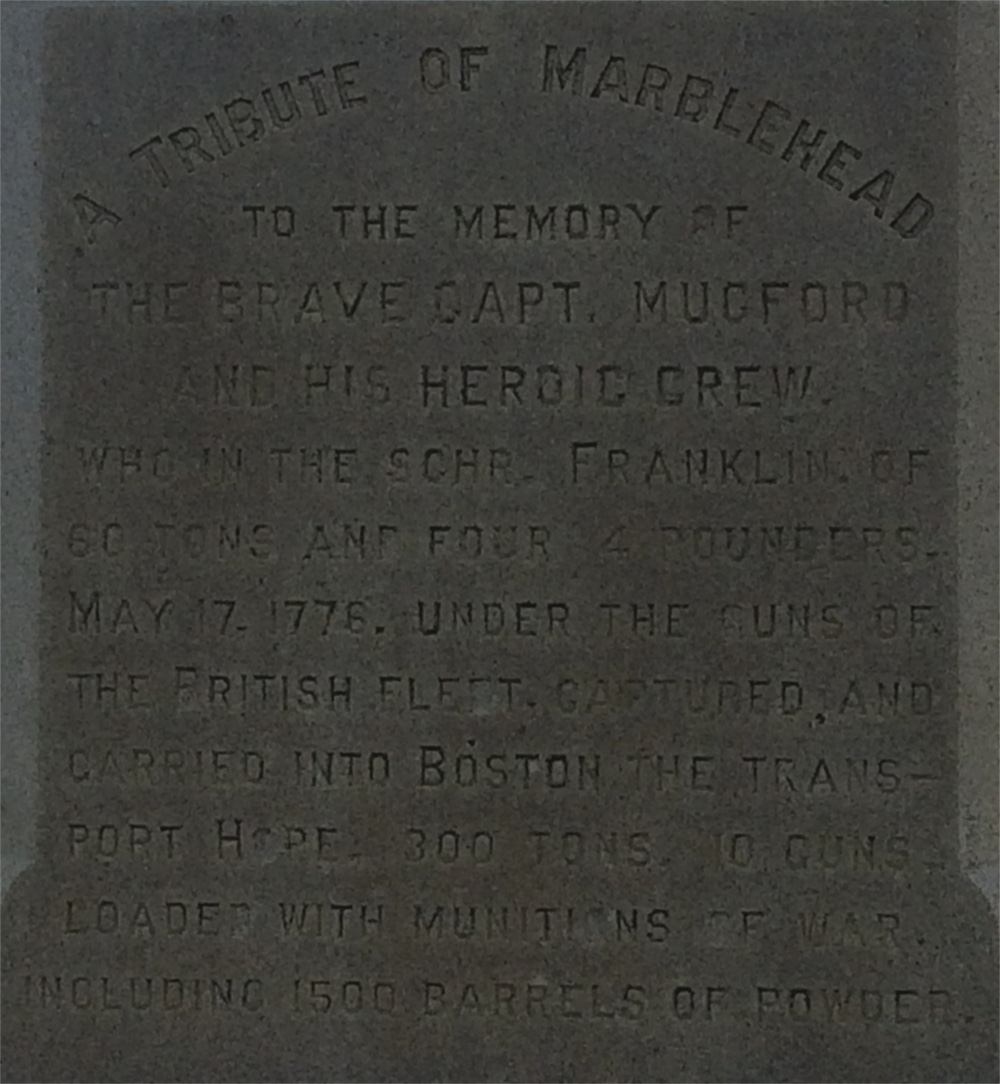 A TRIBUTE OF MARBLEHEAD
TO THE MEMORY OF
THE BRAVE CAPT. MUGFORD
AND HIS HEROIC CREW.
WHO IN THE SCHR. FRANKLIN. OF
60 TONS AND FOUR 4 POUNDERS.
MAY 17. 1776. UNDER THE GUNS OF
THE BRITISH FLEET. CAPTURED, AND
CARRIED INTO BOSTON THE TRANS-
PORT HOPE. 300 TONS. 10 GUNS.
LOADED WITH MUNITIONS OF WAR.
INCLUDING 1500 BARRELS OF POWDER.